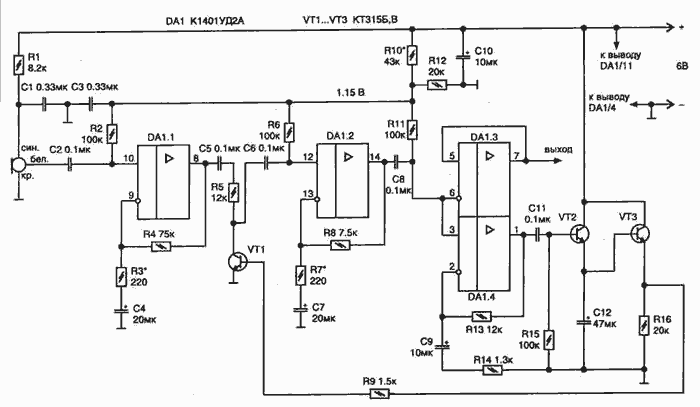 DA1 К1401УД2А
VT1...VT3 КТ315Б,В
R1
8.2к
C1 0.33мк
C3 0.33мк
R2
100к
син.
бел.
кр.
C2 0.1мк
DA1.1
10
9
8
R4 75к
R3*
220
C4
20мк
C5 0.1мк
R5
12к
VT1
C6 0.1мк
R6
100к
1.15 В
DA1.2
12
13
14
R8 7.5к
R7*
220
C7
20мк
R10*
43к
R12
20к
C10
10мк
R11
100к
C8
0.1мк
DA1.3
5
6
7
выход
3
2
1
DA1.4
C11
0.1мк
R13 12к
C9
10мк
R14 1.3к
R15
100к
VT2
VT3
C12
47мк
R16
20к
R9 1.5к
к выводу
DA1/11
+
6В
к выводу
DA1/4
−